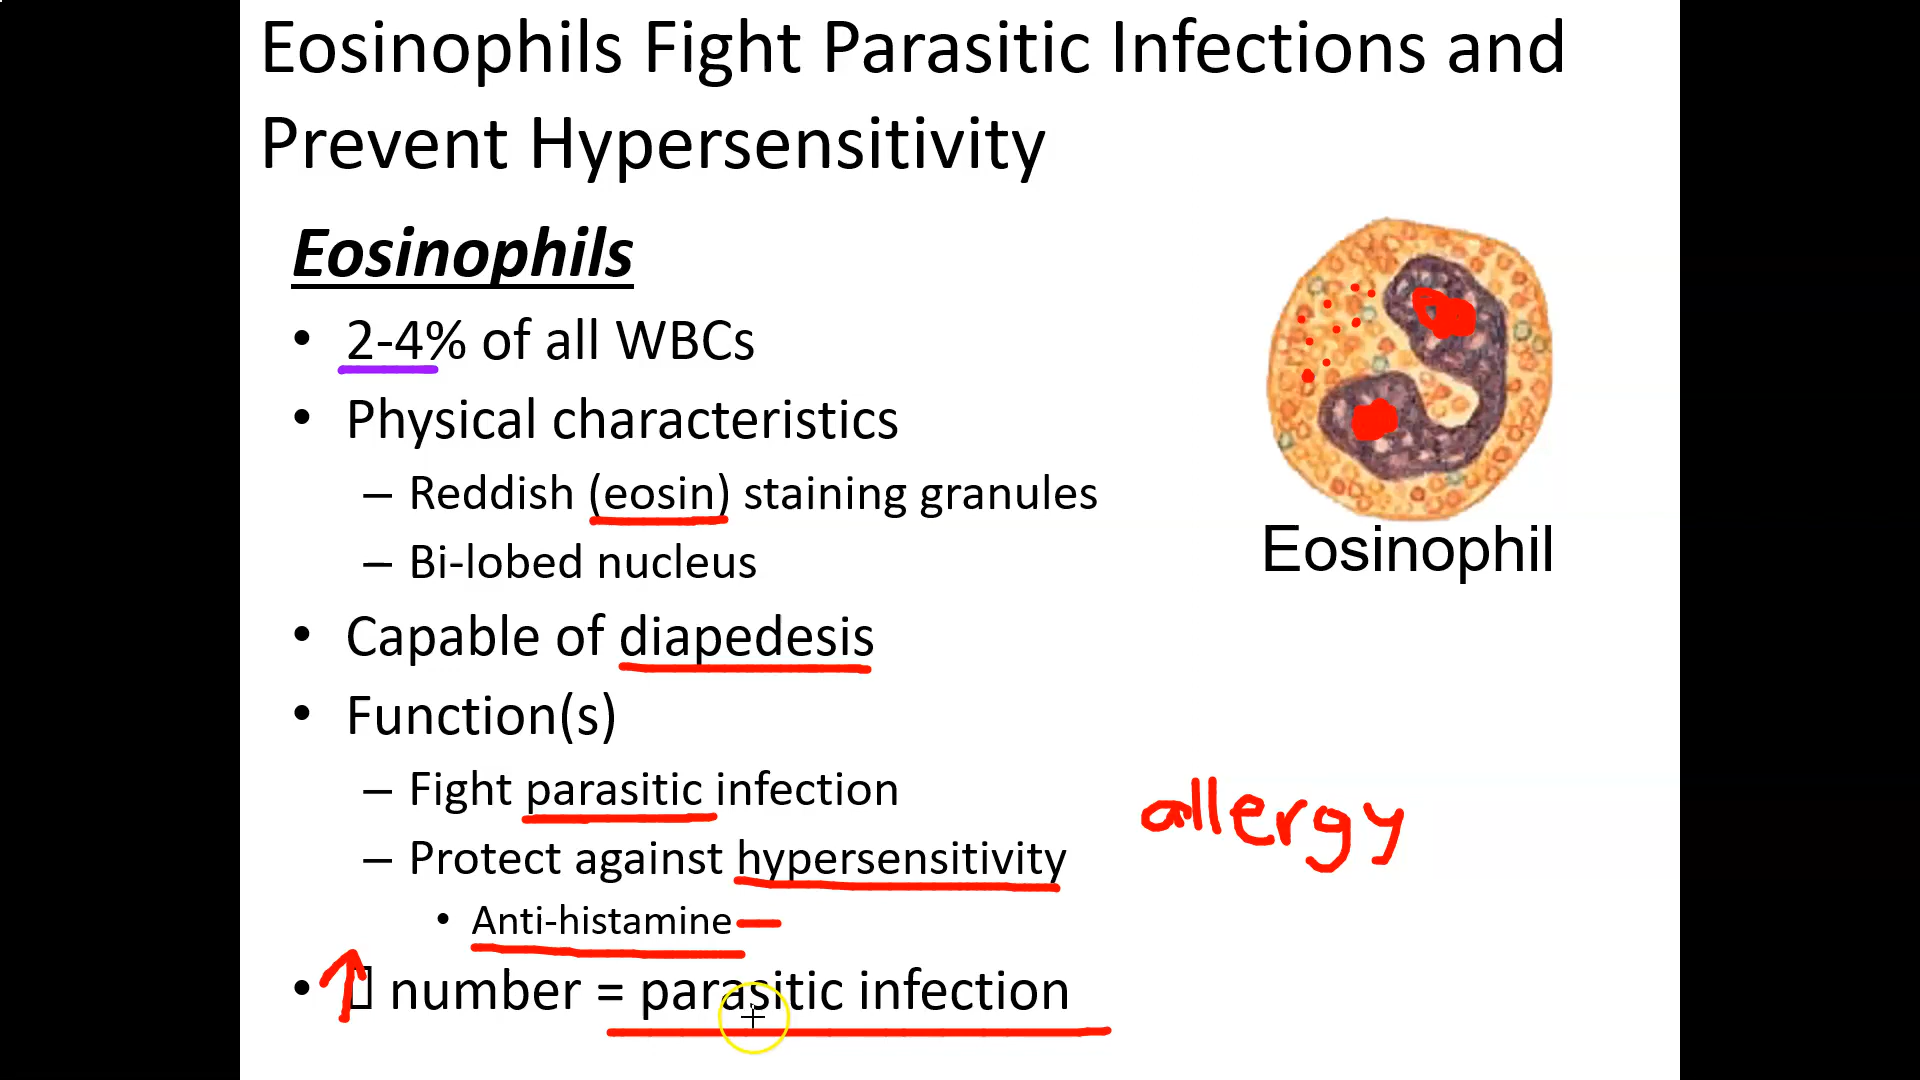 Eosinophils Fight Parasitic Infections and
Prevent Hypersensitivity
Eosinophils
• 2-4% of all WBCs
• Physical characteristics
– Reddish (eosin) staining granules
– Bi-lobed nucleus
• Capable of diapedesis
• Function(s)
– Fight parasitic infection
– Protect against hypersensitivity
• Anti-histamine
• ↑ number = parasitic infection
Eosinophil
allergy